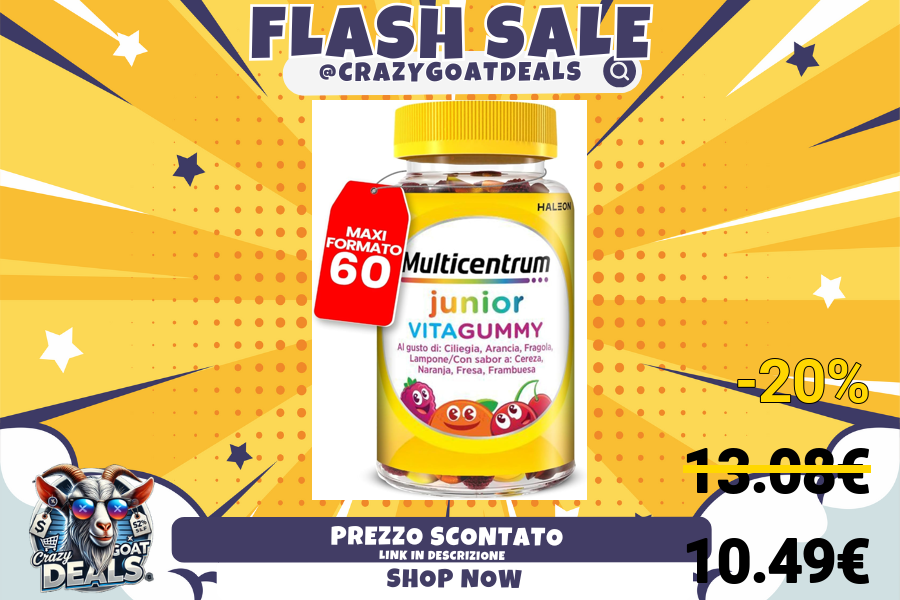 FLASH SALE
@CRAZYGOATDEALS
HALEON
MAXI
FORMATO
60
Multicentrum
junior
VITAGUMMY
Al gusto di: Ciliegia, Arancia, Fragola,
Lampone/Con sabor a: Cereza,
Naranja, Fresa, Frambuesa
-20%
13.08€
10.49€
PREZZO SCONTATO
LINK IN DESCRIZIONE
SHOP NOW
$
52%
Crazy
GOAT
DEALS